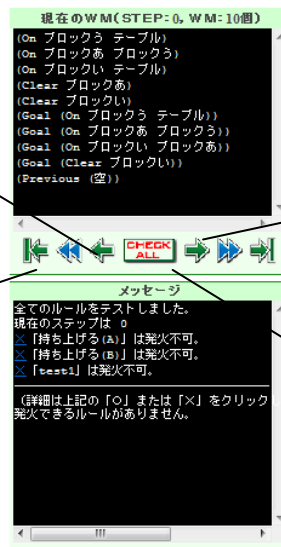 現在のWM(STEP:0, WM:10個)
(On ブロックう テーブル)
(On ブロックあ ブロックう)
(On ブロックい テーブル)
(Clear ブロックあ)
(Clear ブロックい)
(Goal (On ブロックう テーブル))
(Goal (On ブロックあ ブロックう))
(Goal (On ブロックい ブロックあ))
(Goal (Clear ブロックい))
(Previous (空))
CHECK
ALL
メッセージ
全てのルールをテストしました。
現在のステップは 0
×「持ち上げる(A)」は発火不可。
×「持ち上げる(B)」は発火不可。
×「test1」は発火不可。
(詳細は上記の「○」または「×」をクリック
発火できるルールがありません。